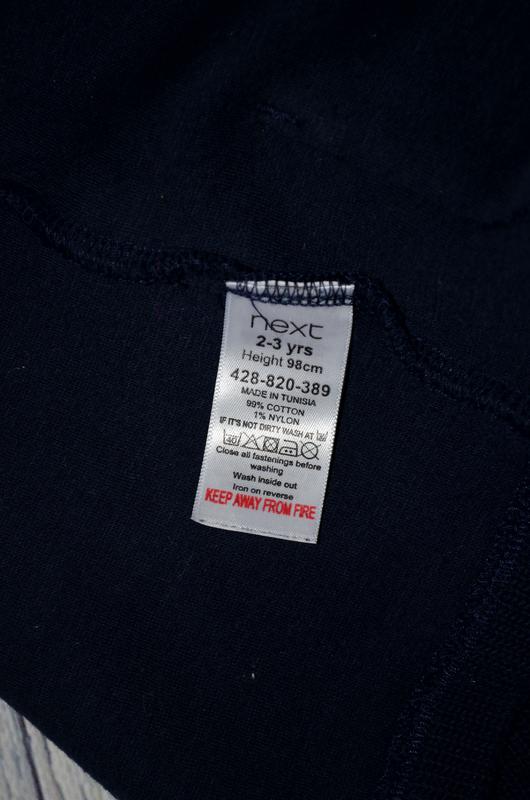 next
2-3 yrs
Height 98cm
428-820-389
MADE IN TUNISIA
99% COTTON
1% NYLON
IF IT'S NOT DIRTY WASH AT
40
Close all fastenings before
washing
Wash inside out
Iron on reverse
KEEP AWAY FROM FIRE